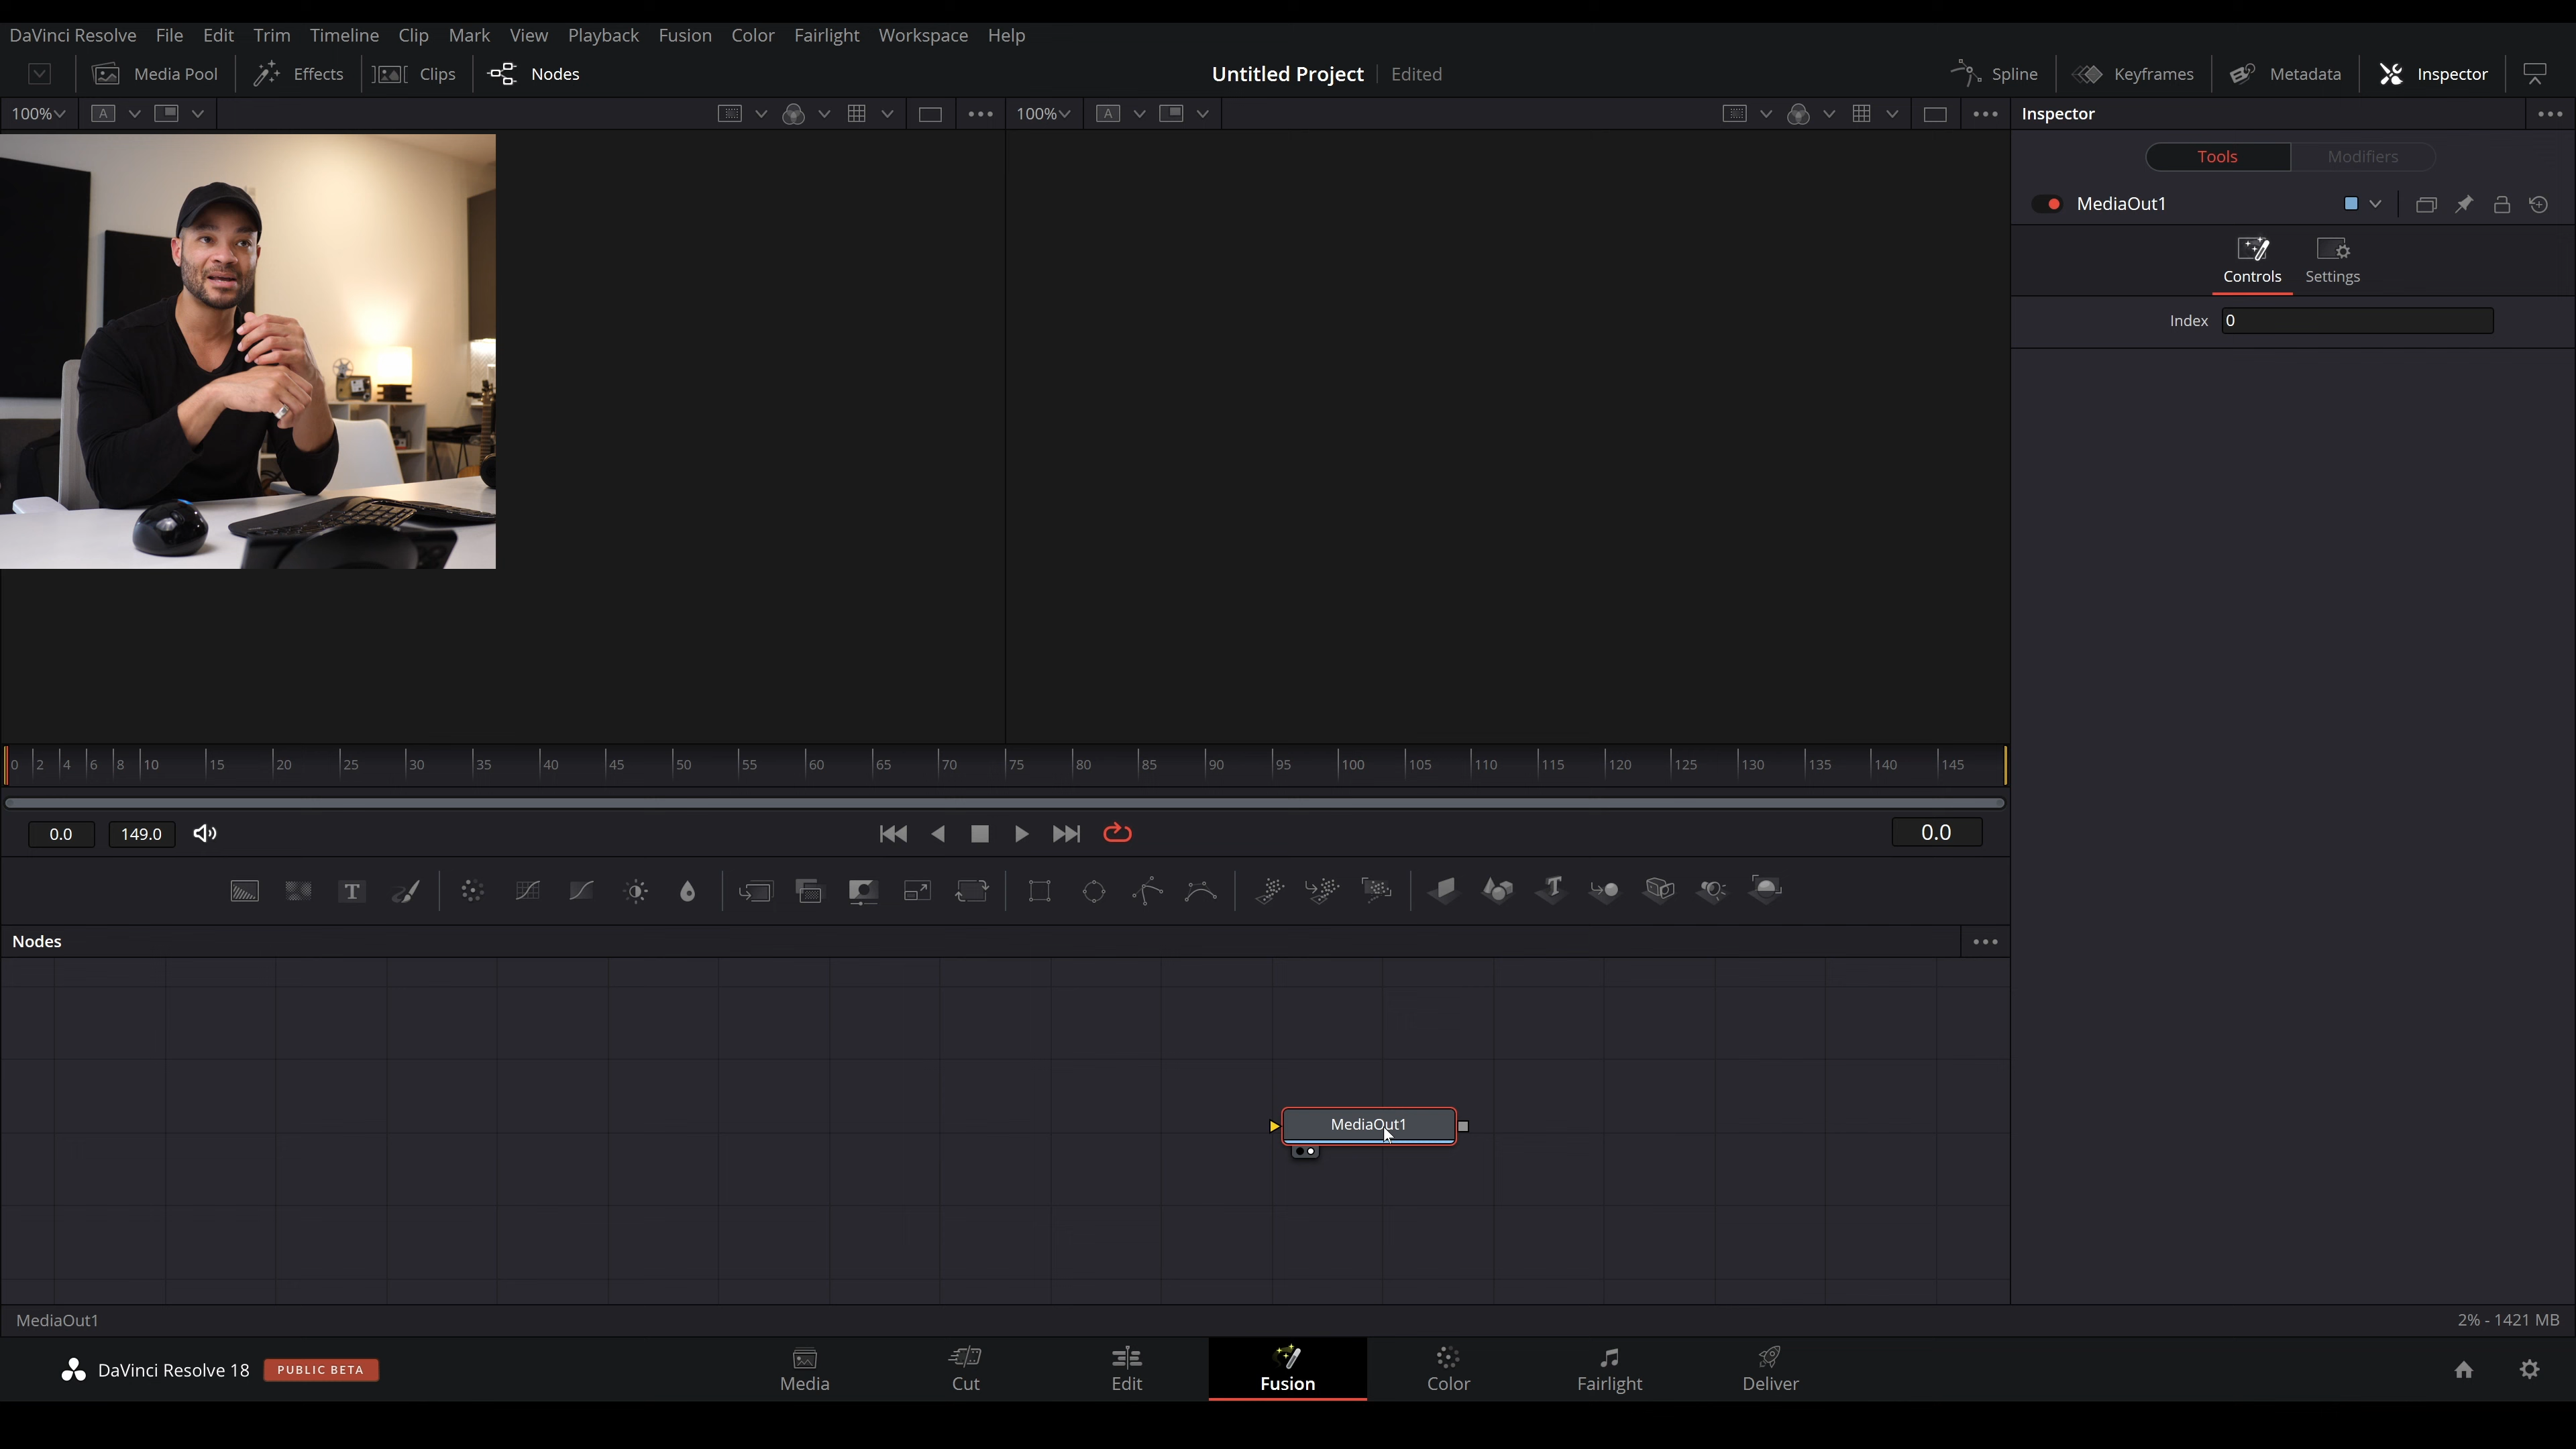 DaVinci Resolve File Edit Trim Timeline Clip Mark View Playback Fusion Color Fairlight Workspace Help
Media Pool Effects Clips Nodes Untitled Project Edited Spline Keyframes Metadata Inspector
100% A 100% A Inspector
Tools Modifiers
MediaOut1
Controls Settings
Index 0
0 2 4 6 8 10 15 20 25 30 35 40 45 50 55 60 65 70 75 80 85 90 95 100 105 110 115 120 125 130 135 140 145
0.0 149.0 0.0
T T
Nodes
MediaOut1
MediaOut1 2% - 1421 MB
DaVinci Resolve 18 PUBLIC BETA Media Cut Edit Fusion Color Fairlight Deliver